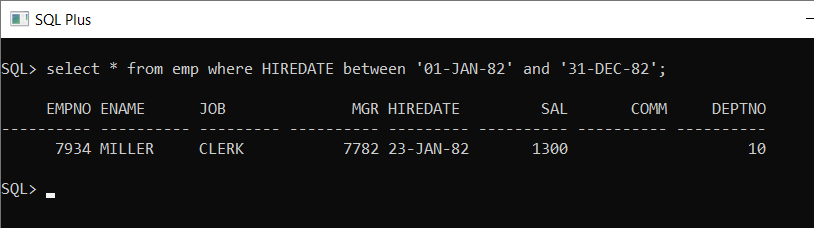 SQL Plus
SQL> select * from emp where HIREDATE between '01-JAN-82' and '31-DEC-82';
     EMPNO ENAME      JOB              MGR HIREDATE         SAL       COMM     DEPTNO
---------- ---------- --------- ---------- --------- ---------- ---------- ----------
      7934 MILLER     CLERK           7782 23-JAN-82       1300                    10
SQL>